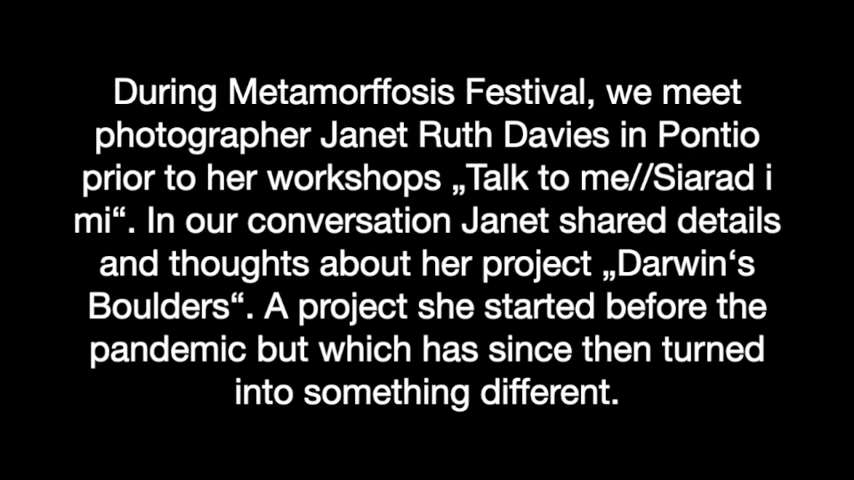 During Metamorffosis Festival, we meet
photographer Janet Ruth Davies in Pontio
prior to her workshops „Talk to me//Siarad i
mi“. In our conversation Janet shared details
and thoughts about her project „Darwin‘s
Boulders“. A project she started before the
pandemic but which has since then turned
into something different.